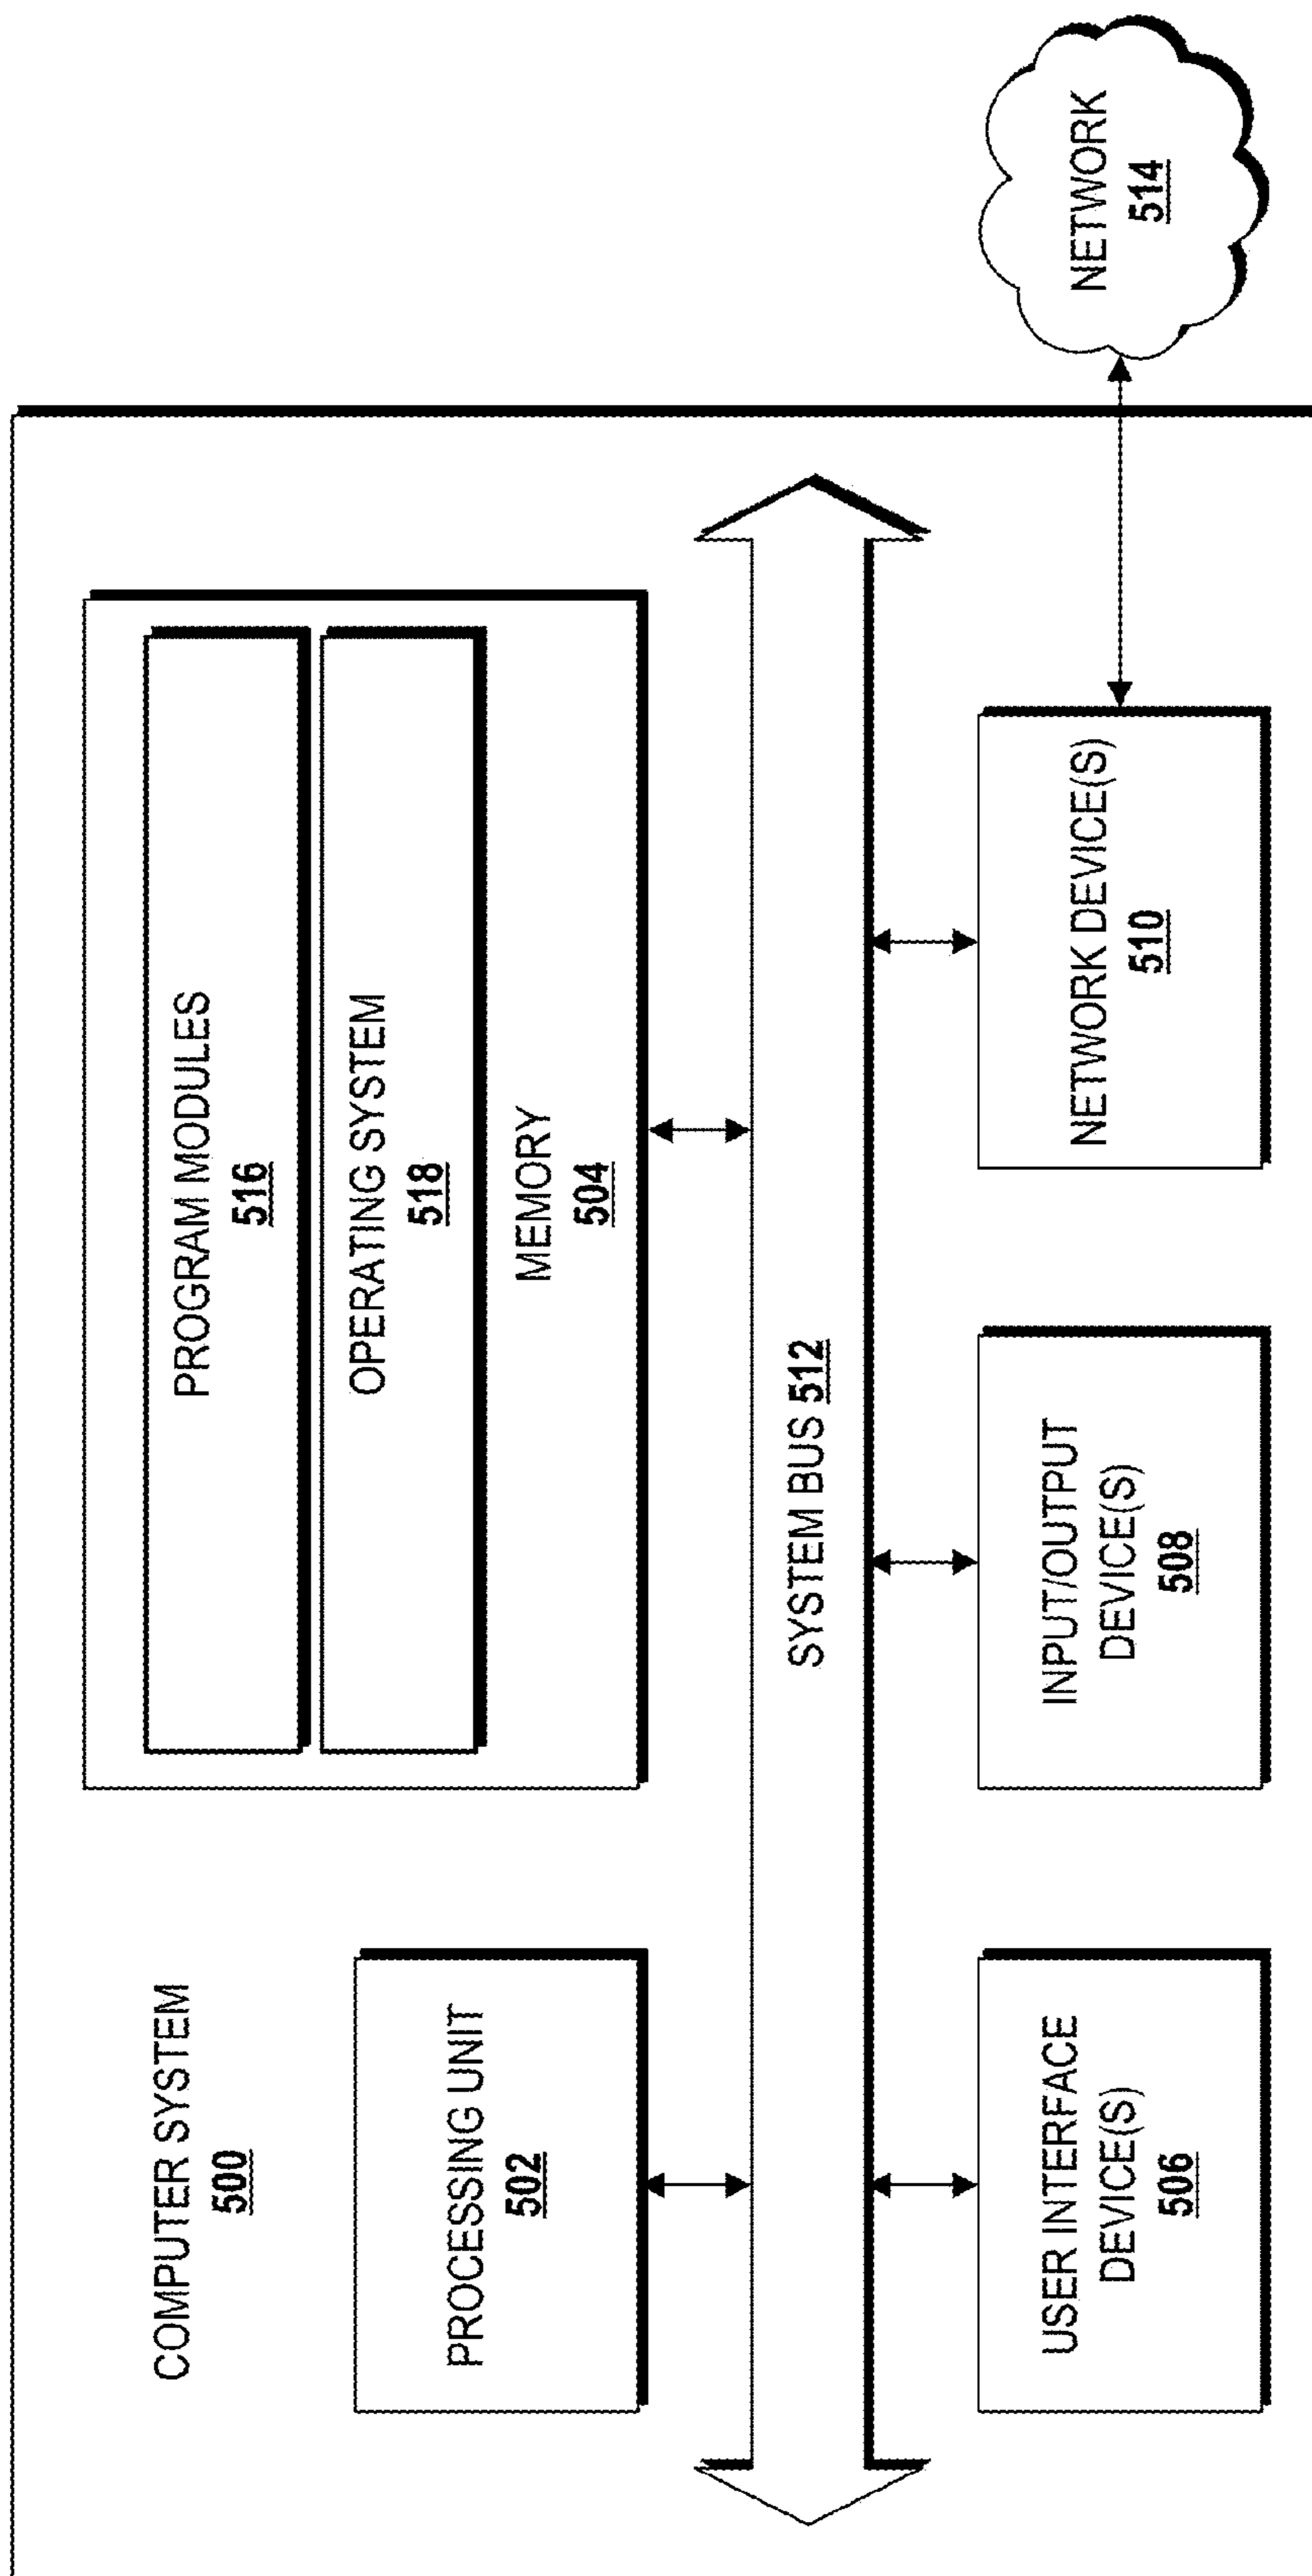 COMPUTER SYSTEM
500
PROCESSING UNIT
502
PROGRAM MODULES
516
OPERATING SYSTEM
518
MEMORY
504
SYSTEM BUS 512
USER INTERFACE
DEVICE(S)
506
INPUT/OUTPUT
DEVICE(S)
508
NETWORK DEVICE(S)
510
NETWORK
514